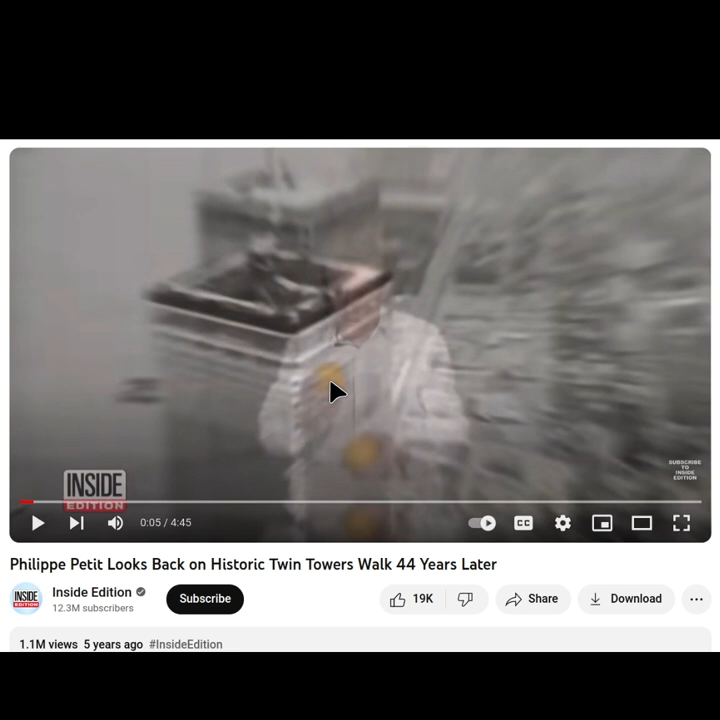 INSIDE
EDITION
SUBSCRIBE
TO
INSIDE
EDITION
0:05 / 4:45
CC
Philippe Petit Looks Back on Historic Twin Towers Walk 44 Years Later
INSIDE
EDITION
Inside Edition
12.3M subscribers
Subscribe
19K
Share
Download
1.1M views 5 years ago #InsideEdition